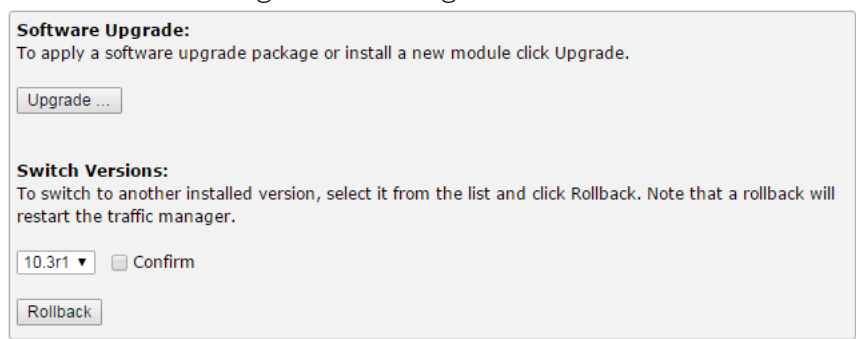 Software Upgrade:
To apply a software upgrade package or install a new module click Upgrade.
Upgrade ...
Switch Versions:
To switch to another installed version, select it from the list and click Rollback. Note that a rollback will
restart the traffic manager.
10.3r1 ▼ Confirm
Rollback